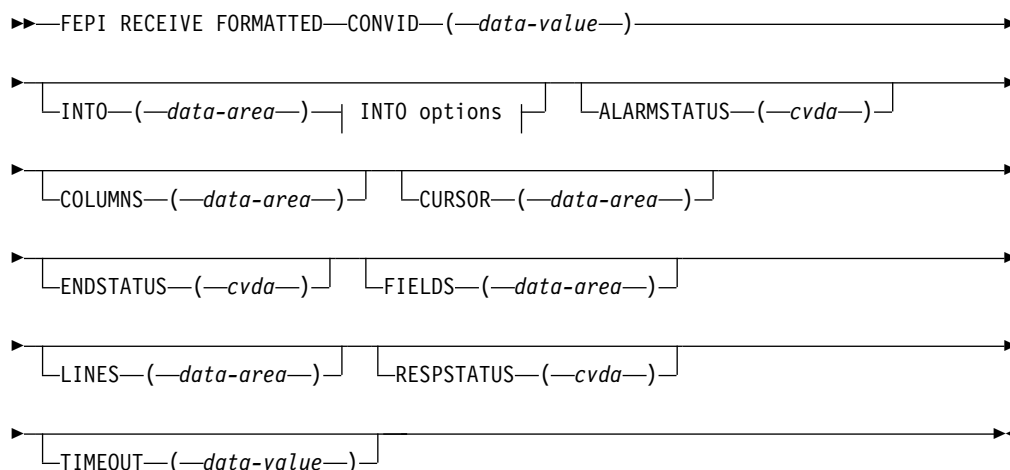 FEPI RECEIVE FORMATTED CONVID ( data-value )
INTO ( data-area ) INTO options ALARMSTATUS ( cvda )
COLUMNS ( data-area ) CURSOR ( data-area )
ENDSTATUS ( cvda ) FIELDS ( data-area )
LINES ( data-area ) RESPSTATUS ( cvda )
TIMEOUT ( data-value )